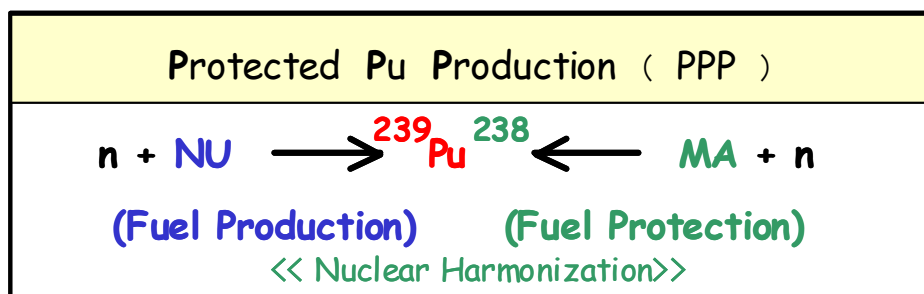 Protected Pu Production ( PPP )
n + NU ⟶ 239Pu238 ⟵ MA + n
(Fuel Production) (Fuel Protection)
<< Nuclear Harmonization>>